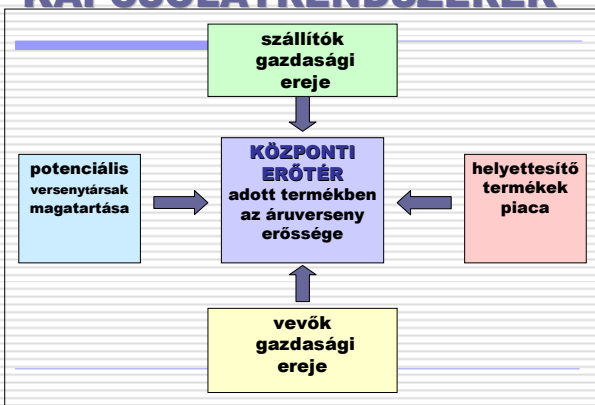 KAPCSOLATRENDSZEREK
szállítók
gazdasági
ereje
potenciális
versenytársak
magatartása
KÖZPONTI
ERŐTÉR
adott termékben
az áruverseny
erőssége
helyettesítő
termékek
piaca
vevők
gazdasági
ereje